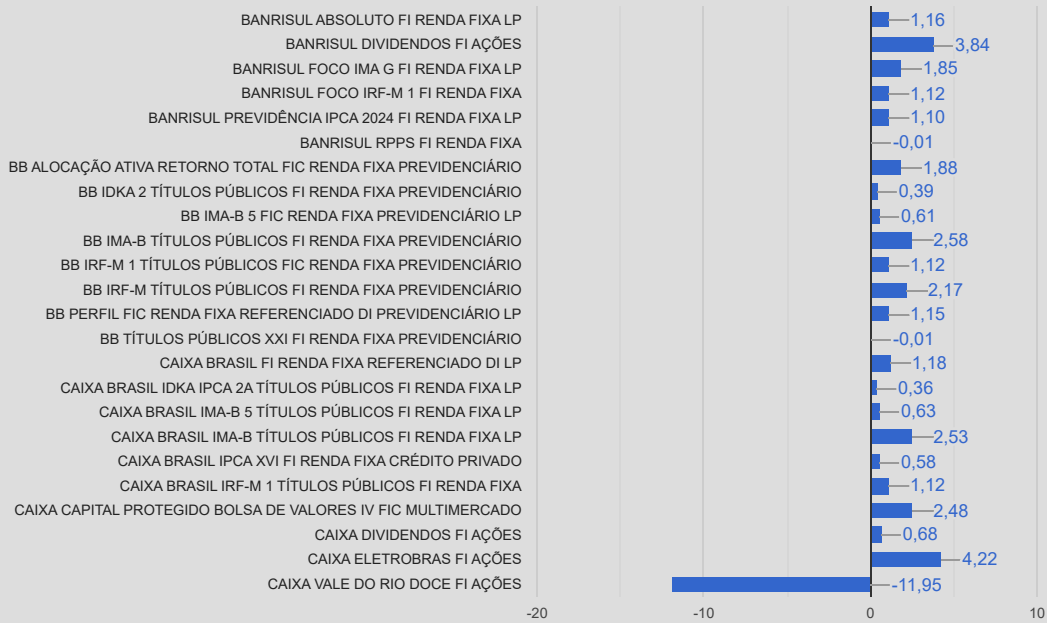 BANRISUL ABSOLUTO FI RENDA FIXA LP 1,16
BANRISUL DIVIDENDOS FI AÇÕES 3,84
BANRISUL FOCO IMA G FI RENDA FIXA LP 1,85
BANRISUL FOCO IRF-M 1 FI RENDA FIXA 1,12
BANRISUL PREVIDÊNCIA IPCA 2024 FI RENDA FIXA LP 1,10
BANRISUL RPPS FI RENDA FIXA -0,01
BB ALOCAÇÃO ATIVA RETORNO TOTAL FIC RENDA FIXA PREVIDENCIÁRIO 1,88
BB IDKA 2 TÍTULOS PÚBLICOS FI RENDA FIXA PREVIDENCIÁRIO 0,39
BB IMA-B 5 FIC RENDA FIXA PREVIDENCIÁRIO LP 0,61
BB IMA-B TÍTULOS PÚBLICOS FI RENDA FIXA PREVIDENCIÁRIO 2,58
BB IRF-M 1 TÍTULOS PÚBLICOS FIC RENDA FIXA PREVIDENCIÁRIO 1,12
BB IRF-M TÍTULOS PÚBLICOS FI RENDA FIXA PREVIDENCIÁRIO 2,17
BB PERFIL FIC RENDA FIXA REFERENCIADO DI PREVIDENCIÁRIO LP 1,15
BB TÍTULOS PÚBLICOS XXI FI RENDA FIXA PREVIDENCIÁRIO -0,01
CAIXA BRASIL FI RENDA FIXA REFERENCIADO DI LP 1,18
CAIXA BRASIL IDKA IPCA 2A TÍTULOS PÚBLICOS FI RENDA FIXA LP 0,36
CAIXA BRASIL IMA-B 5 TÍTULOS PÚBLICOS FI RENDA FIXA LP 0,63
CAIXA BRASIL IMA-B TÍTULOS PÚBLICOS FI RENDA FIXA LP 2,53
CAIXA BRASIL IPCA XVI FI RENDA FIXA CRÉDITO PRIVADO 0,58
CAIXA BRASIL IRF-M 1 TÍTULOS PÚBLICOS FI RENDA FIXA 1,12
CAIXA CAPITAL PROTEGIDO BOLSA DE VALORES IV FIC MULTIMERCADO 2,48
CAIXA DIVIDENDOS FI AÇÕES 0,68
CAIXA ELETROBRAS FI AÇÕES 4,22
CAIXA VALE DO RIO DOCE FI AÇÕES -11,95
-20 -10 0 10